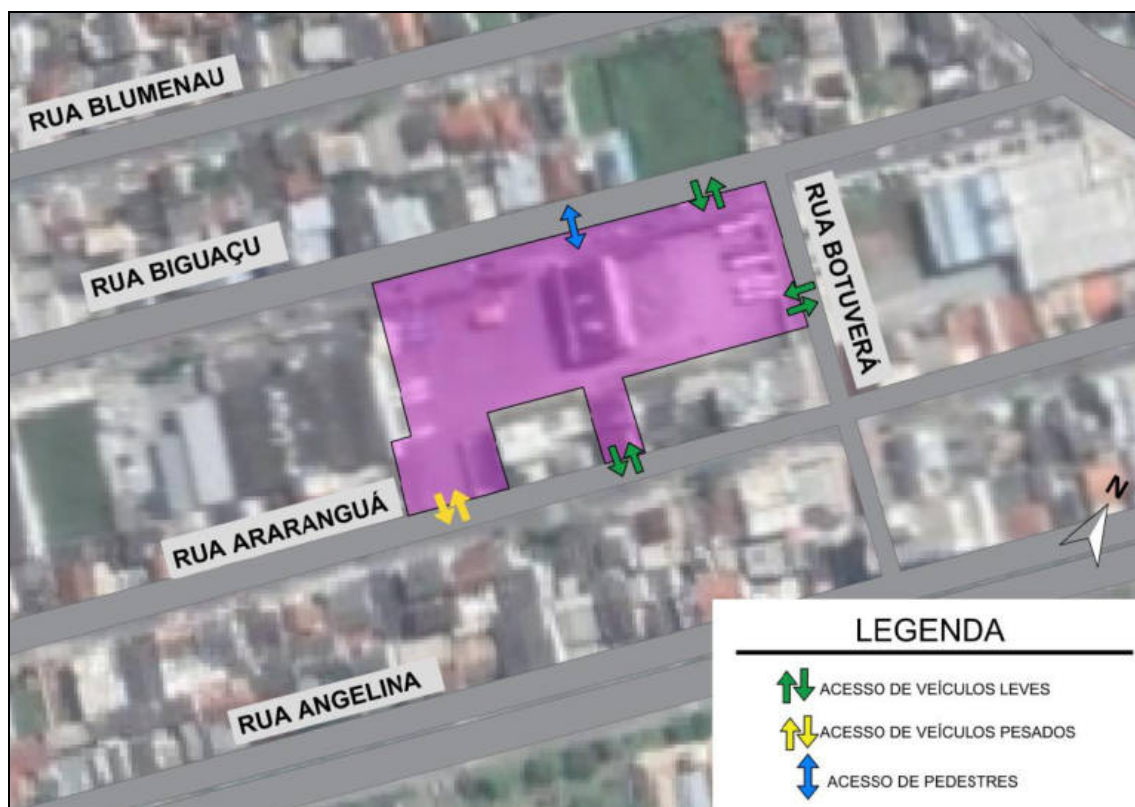 RUA BLUMENAU
RUA BIGUAÇU
RUA BOTUVERÁ
RUA ARARANGUÁ
RUA ANGELINA
N
LEGENDA
ACESSO DE VEÍCULOS LEVES
ACESSO DE VEÍCULOS PESADOS
ACESSO DE PEDESTRES